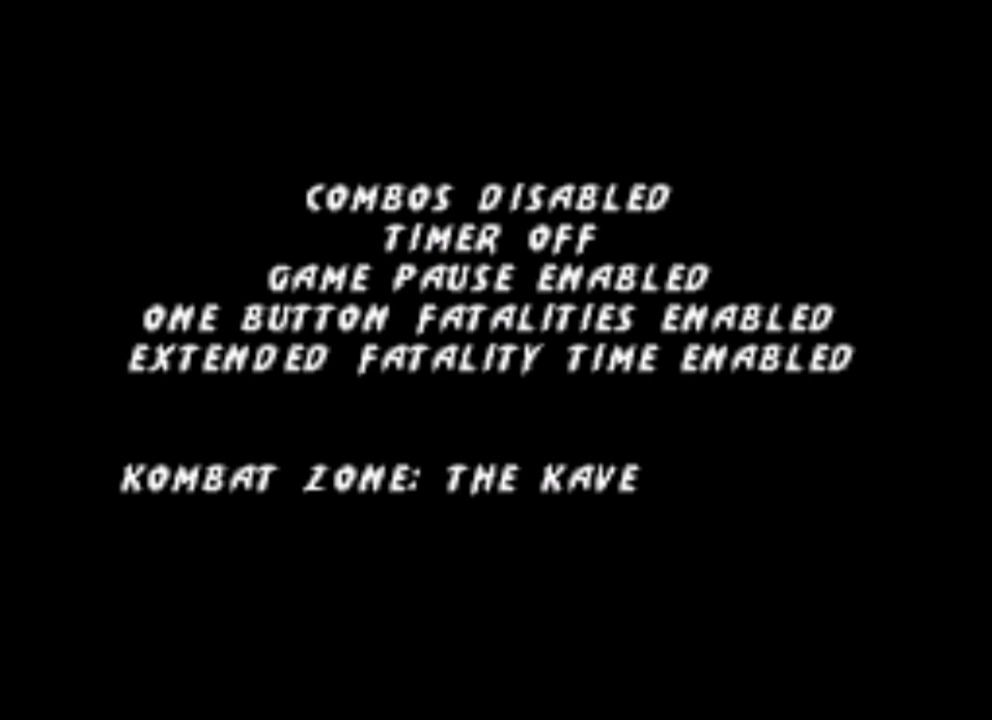 COMBOS DISABLED
TIMER OFF
GAME PAUSE ENABLED
ONE BUTTON FATALITIES ENABLED
EXTENDED FATALITY TIME ENABLED
KOMBAT ZONE: THE KAVE